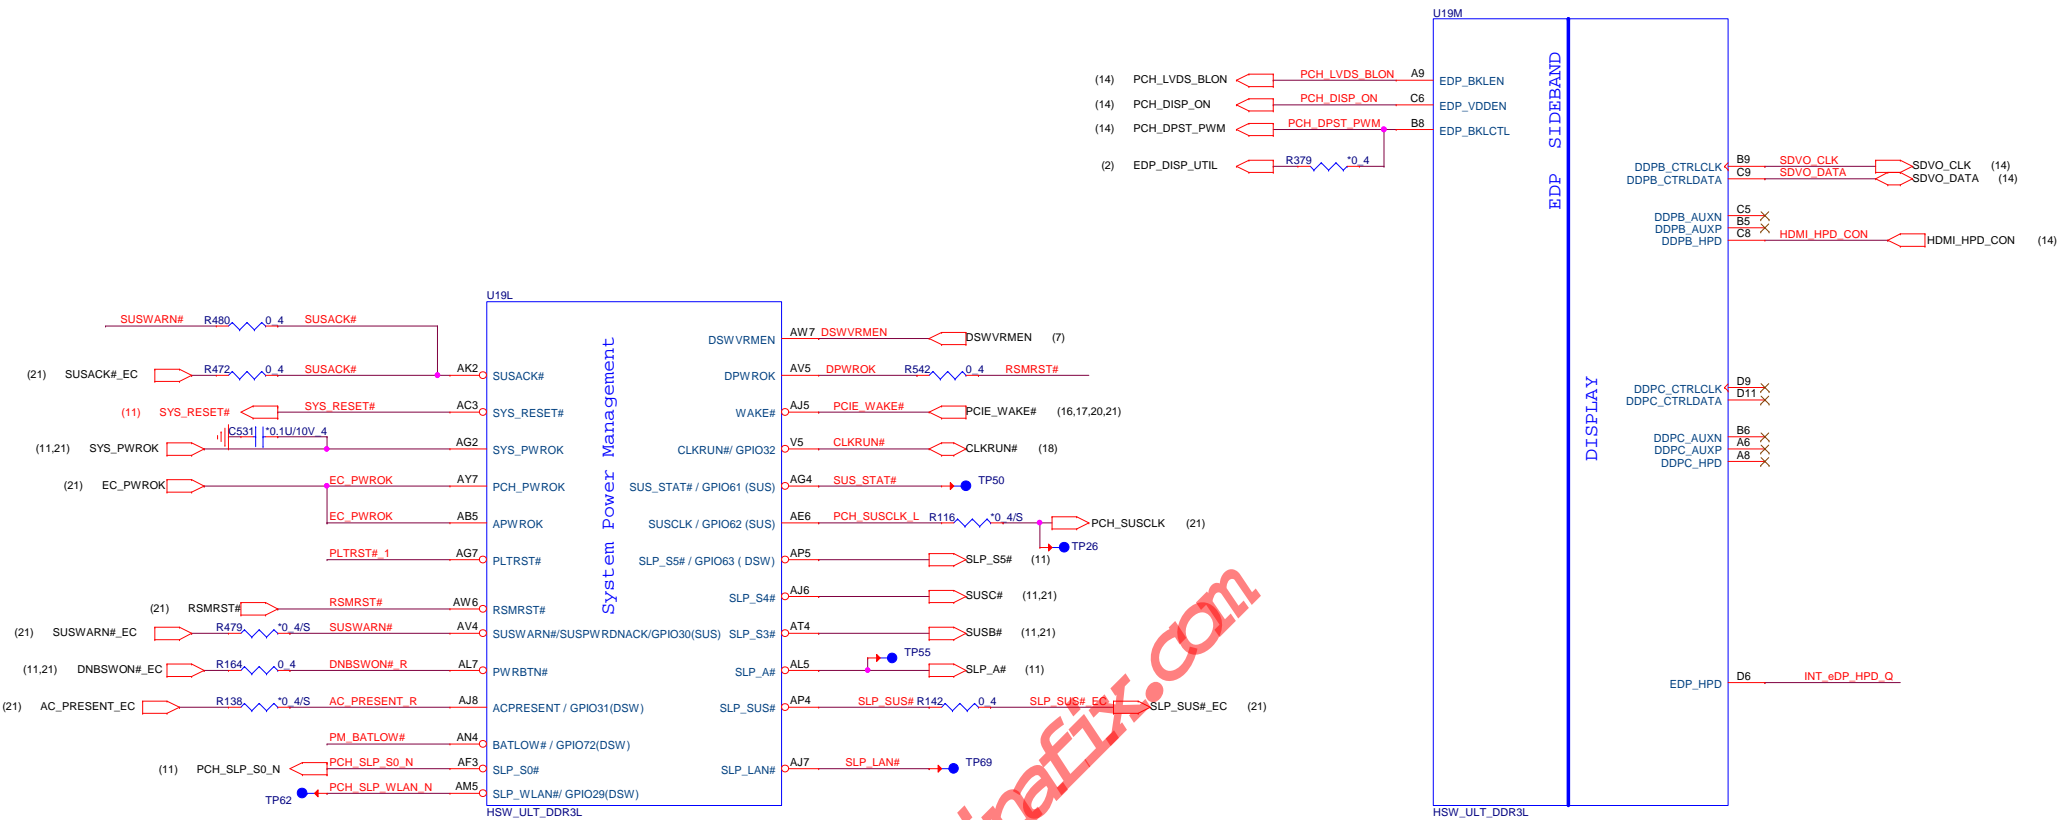 U19M
EDP SIDEBAND
DISPLAY
(14) PCH_LVDS_BLON PCH_LVDS_BLON A9 EDP_BKLEN
(14) PCH_DISP_ON PCH_DISP_ON C6 EDP_VDDEN
(14) PCH_DPST_PWM PCH_DPST_PWM B8 EDP_BKLCTL
(2) EDP_DISP_UTIL R379 *0_4
DDPB_CTRLCLK B9 SDVO_CLK SDVO_CLK (14)
DDPB_CTRLDATA C9 SDVO_DATA SDVO_DATA (14)
DDPB_AUXN C5
DDPB_AUXP B5
DDPB_HPD C8 HDMI_HPD_CON HDMI_HPD_CON (14)
DDPC_CTRLCLK D9
DDPC_CTRLDATA D11
DDPC_AUXN B6
DDPC_AUXP A6
DDPC_HPD A8
EDP_HPD D6 INT_eDP_HPD_Q
HSW_ULT_DDR3L
U19L
System Power Management
SUSWARN# R480 0_4 SUSACK#
(21) SUSACK#_EC R472 0_4 SUSACK# AK2 SUSACK#
(11) SYS_RESET# SYS_RESET# AC3 SYS_RESET#
C531 *0.1U/10V_4
(11,21) SYS_PWROK AG2 SYS_PWROK
(21) EC_PWROK EC_PWROK AY7 PCH_PWROK
EC_PWROK AB5 APWROK
PLTRST#_1 AG7 PLTRST#
(21) RSMRST# RSMRST# AW6 RSMRST#
(21) SUSWARN#_EC R479 *0_4/S SUSWARN# AV4 SUSWARN#/SUSPWRDNACK/GPIO30(SUS)
(11,21) DNBSWON#_EC R164 0_4 DNBSWON#_R AL7 PWRBTN#
(21) AC_PRESENT_EC R138 *0_4/S AC_PRESENT_R AJ8 ACPRESENT / GPIO31(DSW)
PM_BATLOW# AN4 BATLOW# / GPIO72(DSW)
(11) PCH_SLP_S0_N PCH_SLP_S0_N AF3 SLP_S0#
TP62 PCH_SLP_WLAN_N AM5 SLP_WLAN#/ GPIO29(DSW)
DSWVRMEN AW7 DSWVRMEN DSWVRMEN (7)
DPWROK AV5 DPWROK R542 0_4 RSMRST#
WAKE# AJ5 PCIE_WAKE# PCIE_WAKE# (16,17,20,21)
CLKRUN#/ GPIO32 V5 CLKRUN# CLKRUN# (18)
SUS_STAT# / GPIO61 (SUS) AG4 SUS_STAT# TP50
SUSCLK / GPIO62 (SUS) AE6 PCH_SUSCLK_L R116 *0_4/S PCH_SUSCLK (21)
TP26
SLP_S5# / GPIO63 ( DSW) AP5 SLP_S5# (11)
SLP_S4# AJ6 SUSC# (11,21)
SLP_S3# AT4 SUSB# (11,21)
TP55
SLP_A# AL5 SLP_A# (11)
SLP_SUS# AP4 SLP_SUS# R142 0_4 SLP_SUS#_EC SLP_SUS#_EC (21)
SLP_LAN# AJ7 SLP_LAN# TP69
HSW_ULT_DDR3L